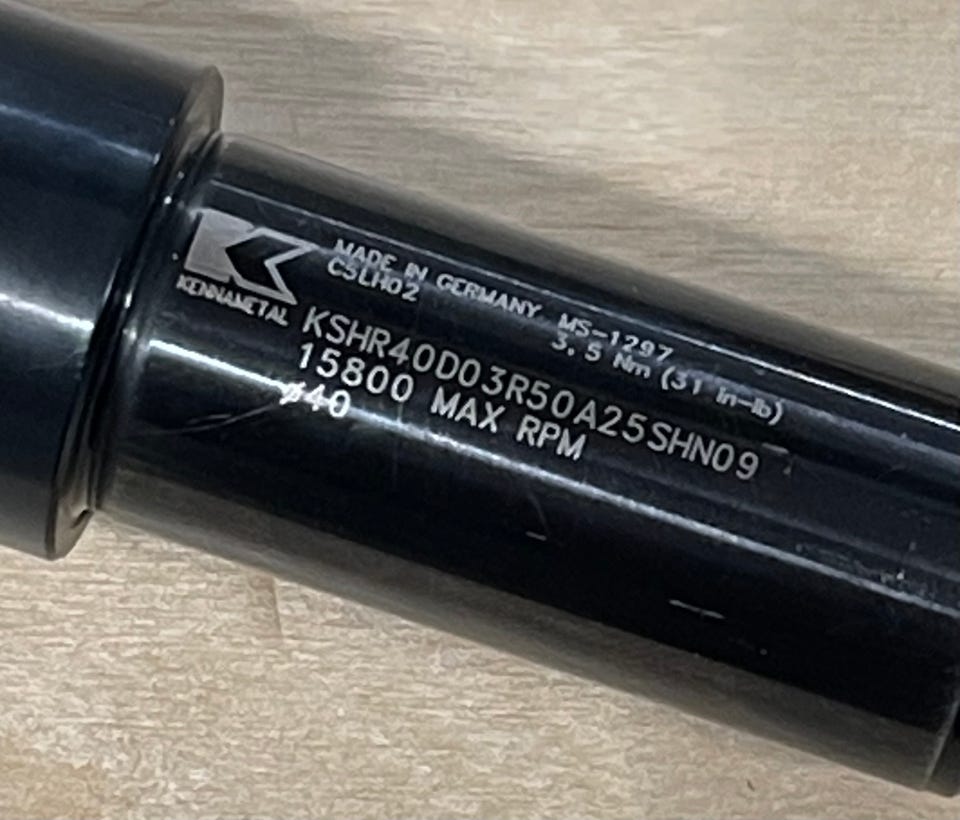 KENNAMETAL
MADE IN GERMANY MS-1297
C5LH02 3,5 Nm (31 in-lb)
KSHR40D03R50A25SHN09
15800 MAX RPM
ø40